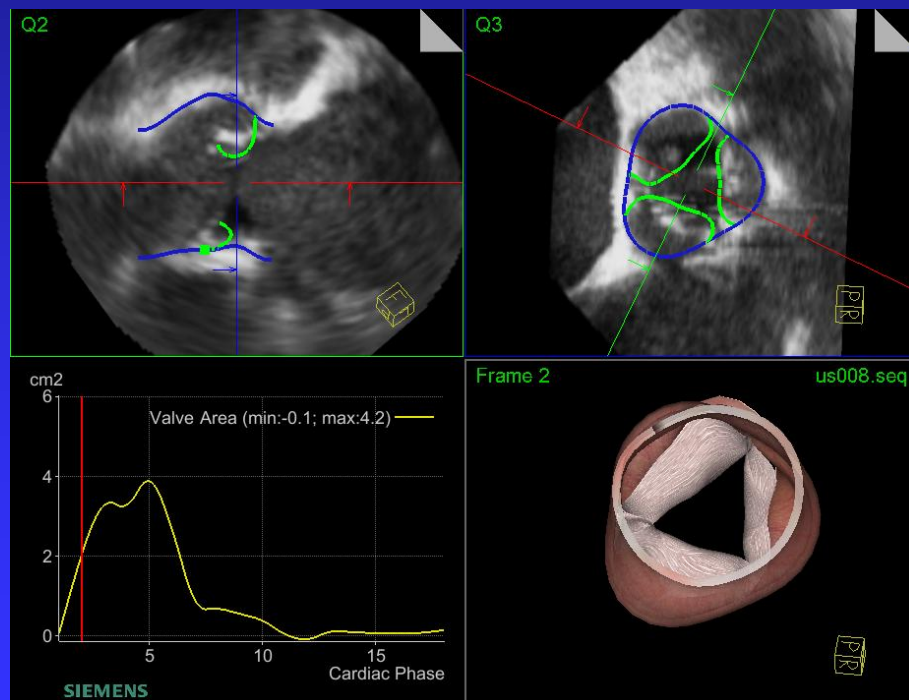 Q2
Q3
cm2
6
Valve Area (min:-0.1; max:4.2)
4
2
0
5
10
15
Cardiac Phase
SIEMENS
Frame 2
us008.seq
F
P R
P R